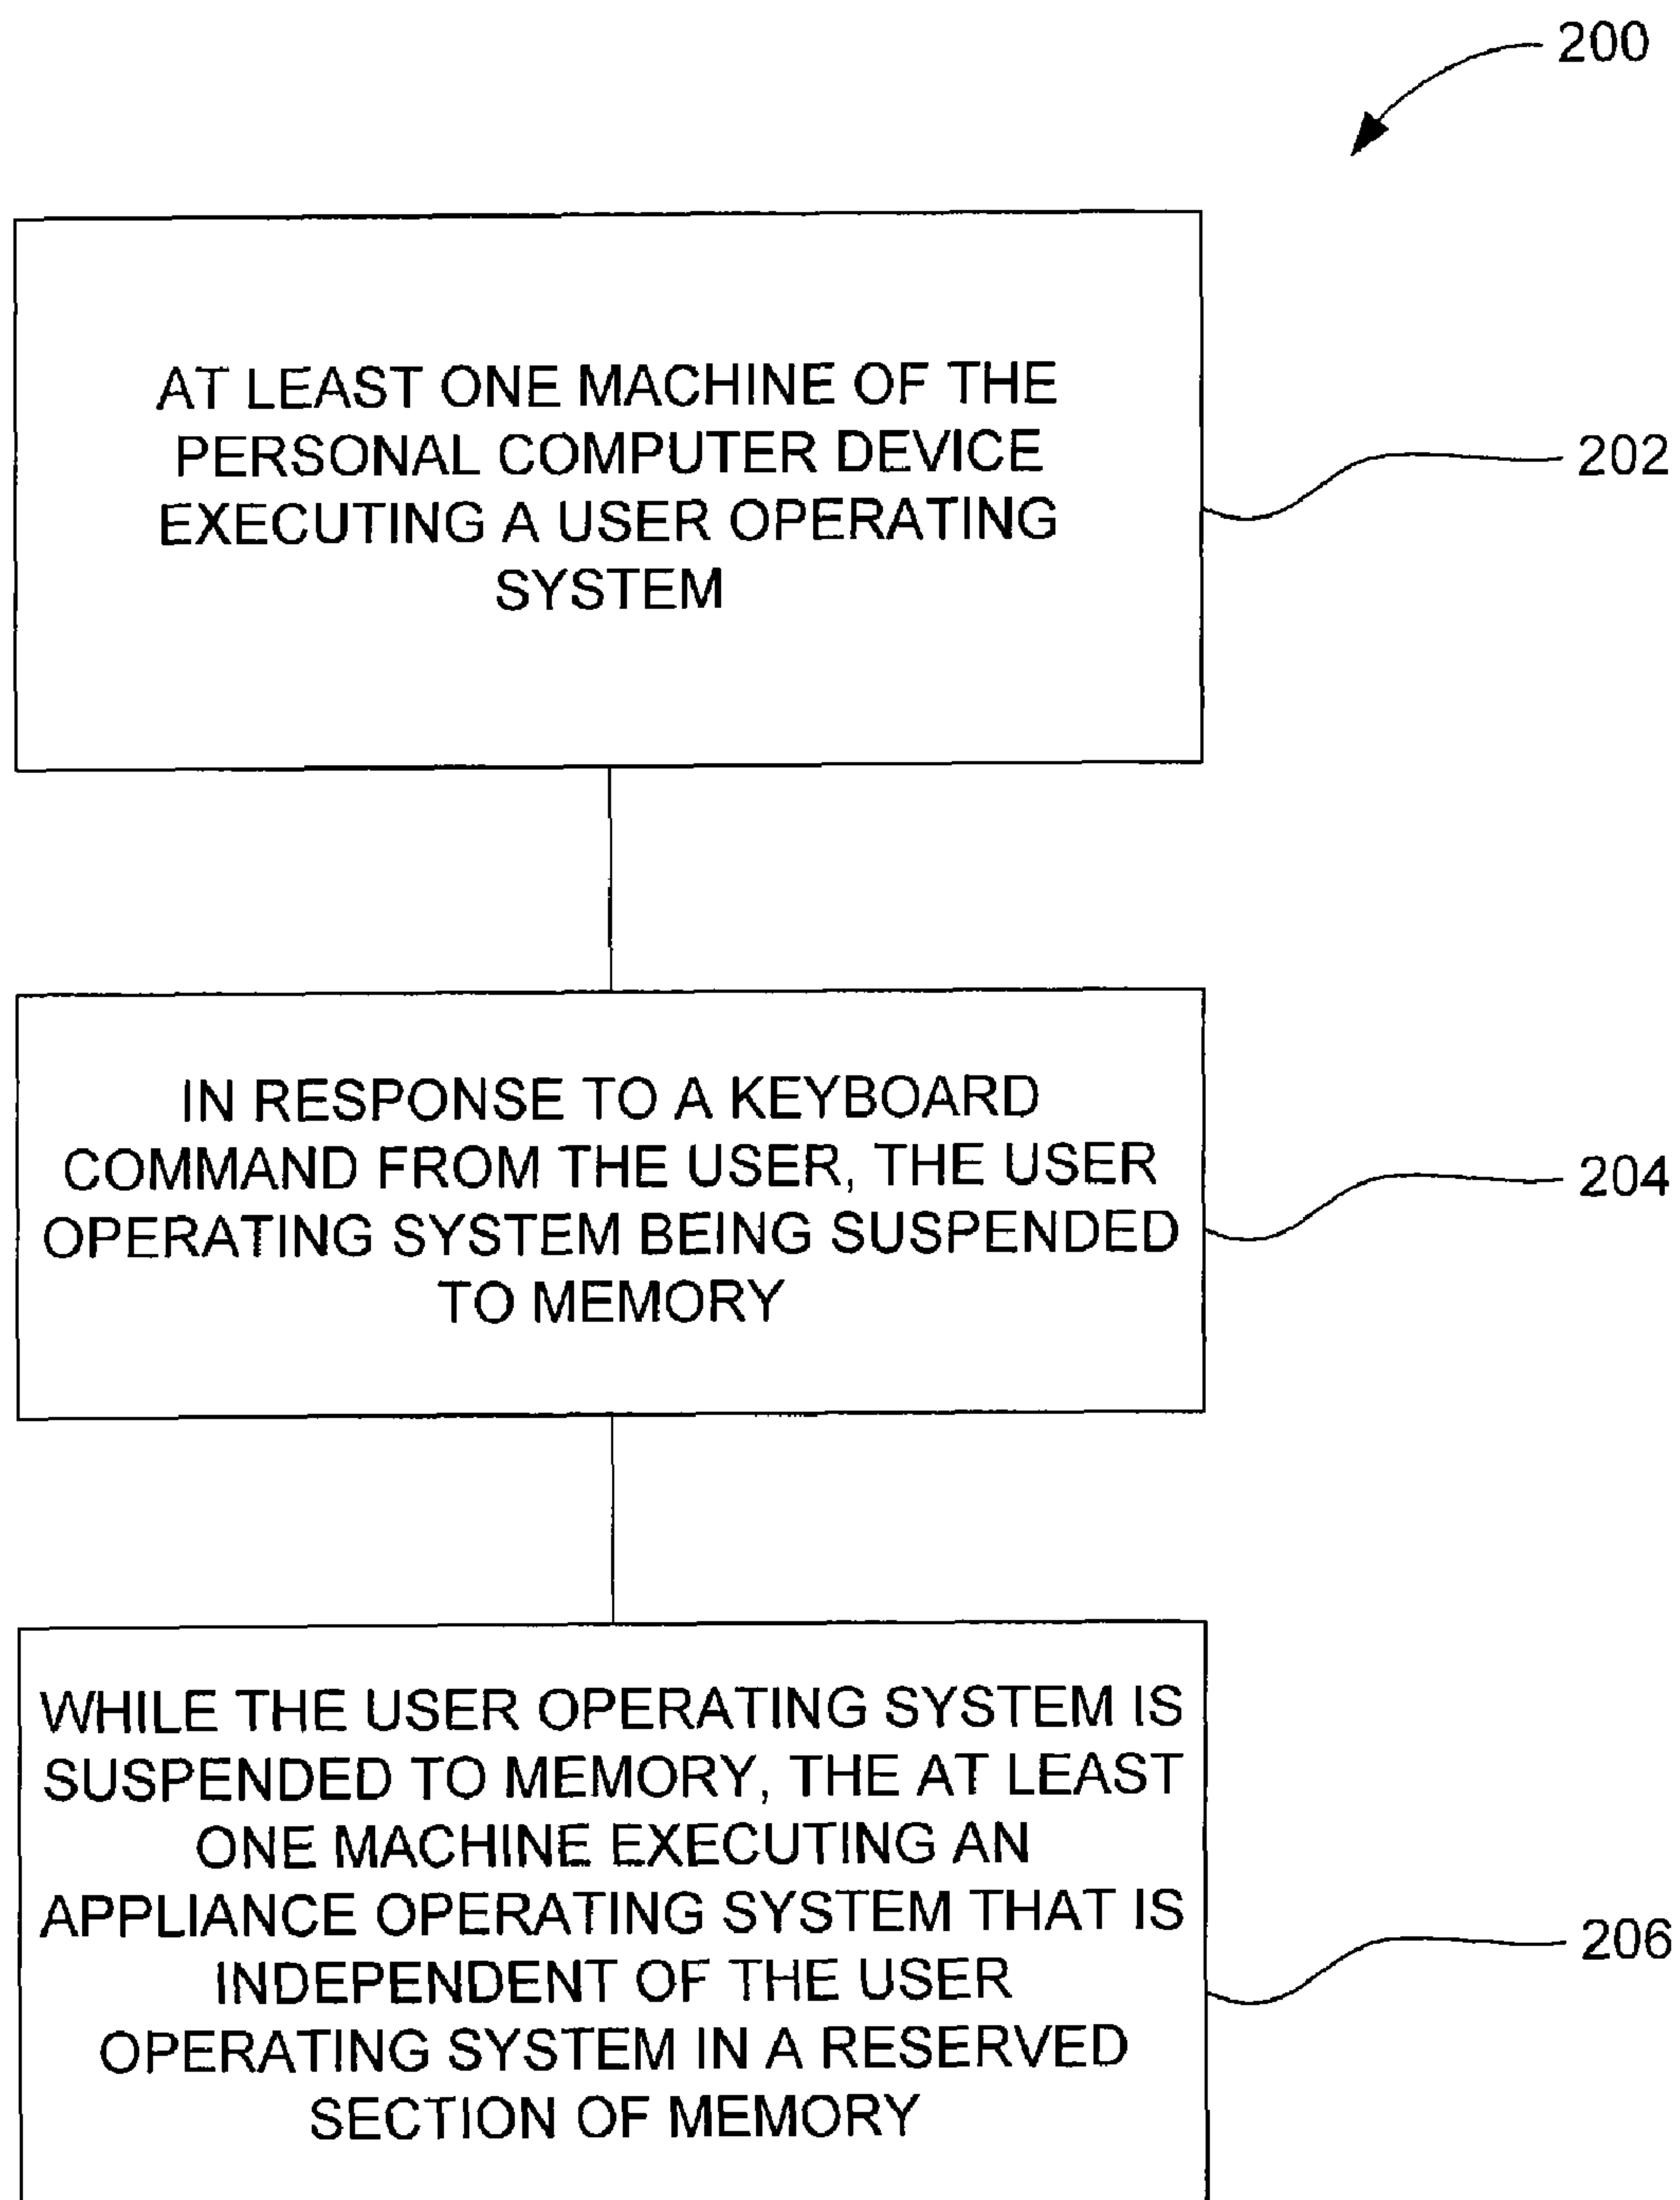 200
AT LEAST ONE MACHINE OF THE
PERSONAL COMPUTER DEVICE
EXECUTING A USER OPERATING
SYSTEM
202
IN RESPONSE TO A KEYBOARD
COMMAND FROM THE USER, THE USER
OPERATING SYSTEM BEING SUSPENDED
TO MEMORY
204
WHILE THE USER OPERATING SYSTEM IS
SUSPENDED TO MEMORY, THE AT LEAST
ONE MACHINE EXECUTING AN
APPLIANCE OPERATING SYSTEM THAT IS
INDEPENDENT OF THE USER
OPERATING SYSTEM IN A RESERVED
SECTION OF MEMORY
206